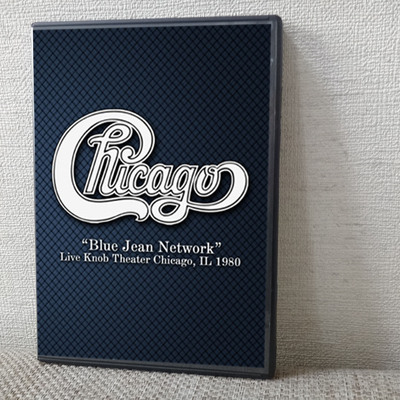 Chicago
“Blue Jean Network”
Live Knob Theater Chicago, IL 1980